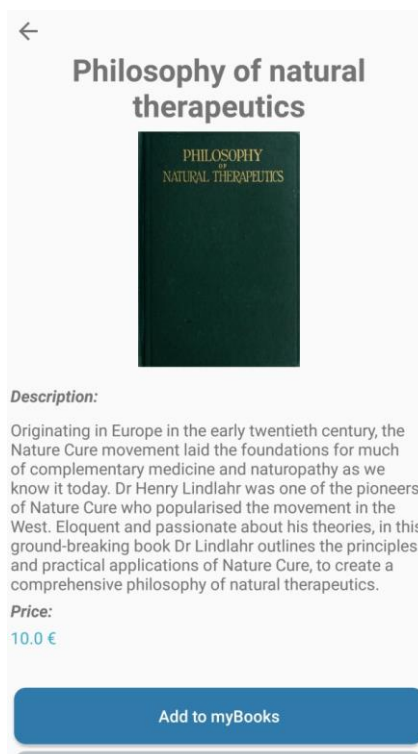 Philosophy of natural
therapeutics
PHILOSOPHY
OF
NATURAL THERAPEUTICS
Description:
Originating in Europe in the early twentieth century, the
Nature Cure movement laid the foundations for much
of complementary medicine and naturopathy as we
know it today. Dr Henry Lindlahr was one of the pioneers
of Nature Cure who popularised the movement in the
West. Eloquent and passionate about his theories, in this
ground-breaking book Dr Lindlahr outlines the principles
and practical applications of Nature Cure, to create a
comprehensive philosophy of natural therapeutics.
Price:
10.0 €
Add to myBooks